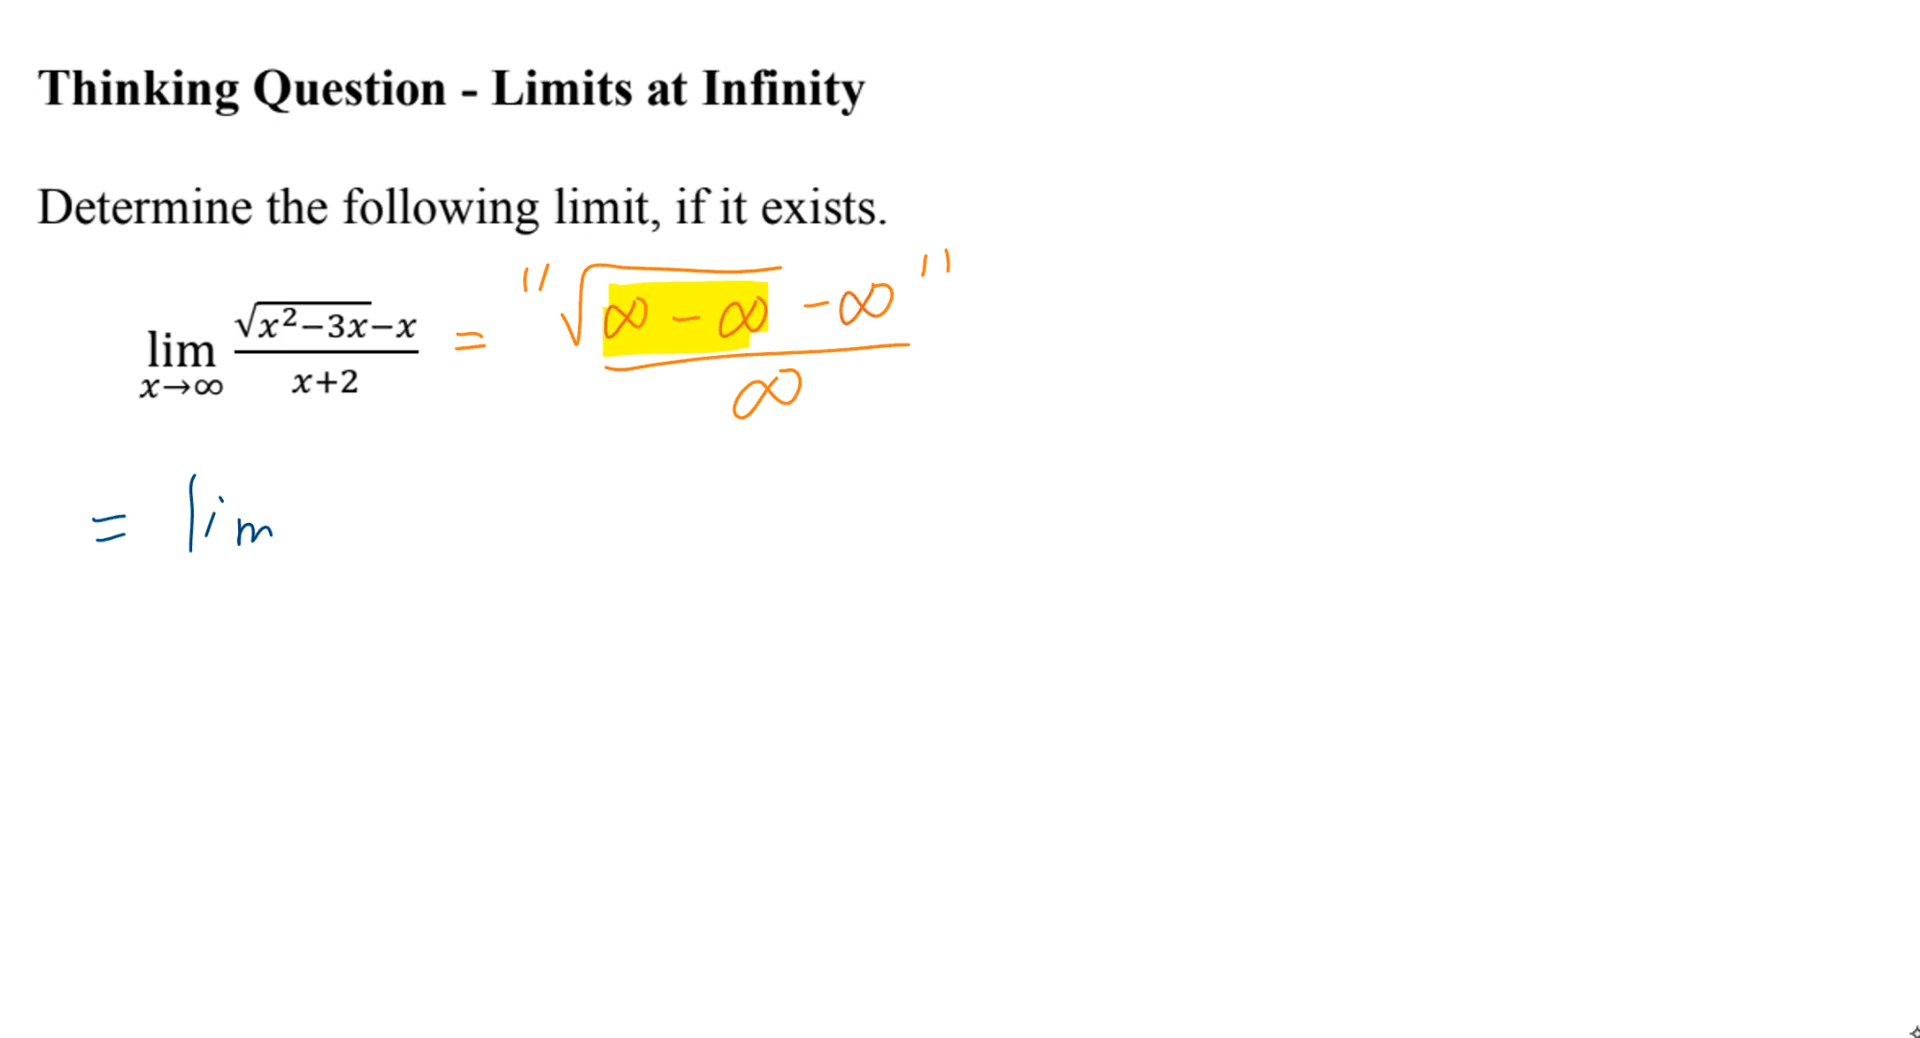 Thinking Question - Limits at Infinity
Determine the following limit, if it exists.
lim x→∞ (√(x²−3x)−x)/(x+2) = "(√(∞ − ∞) − ∞)/∞"
= lim